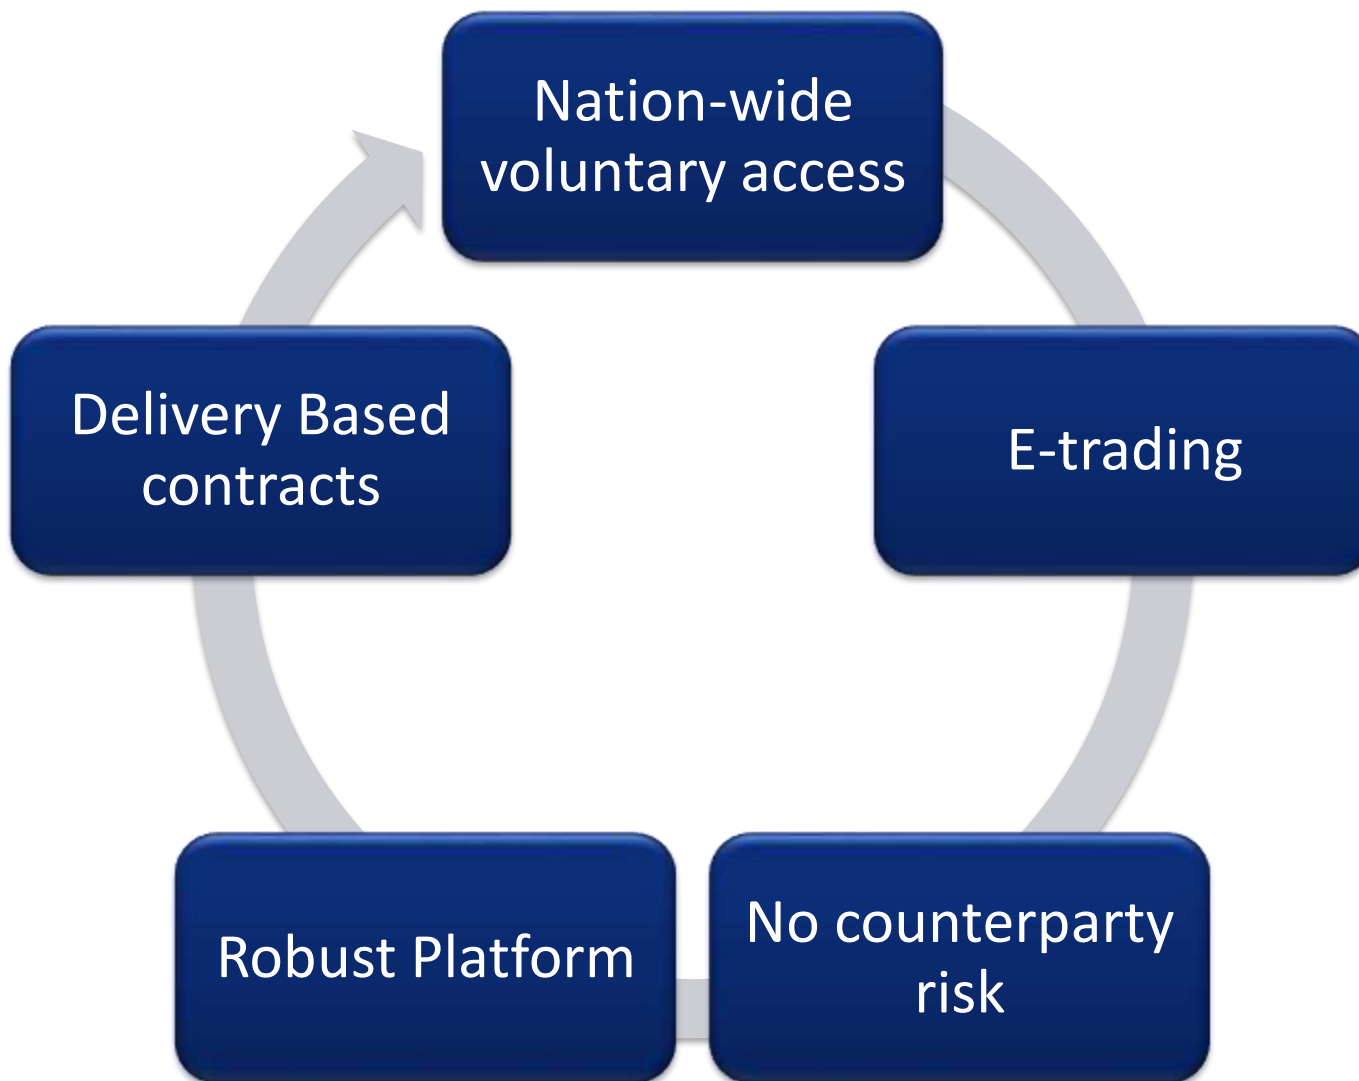 Nation-wide
voluntary access
E-trading
No counterparty
risk
Robust Platform
Delivery Based
contracts